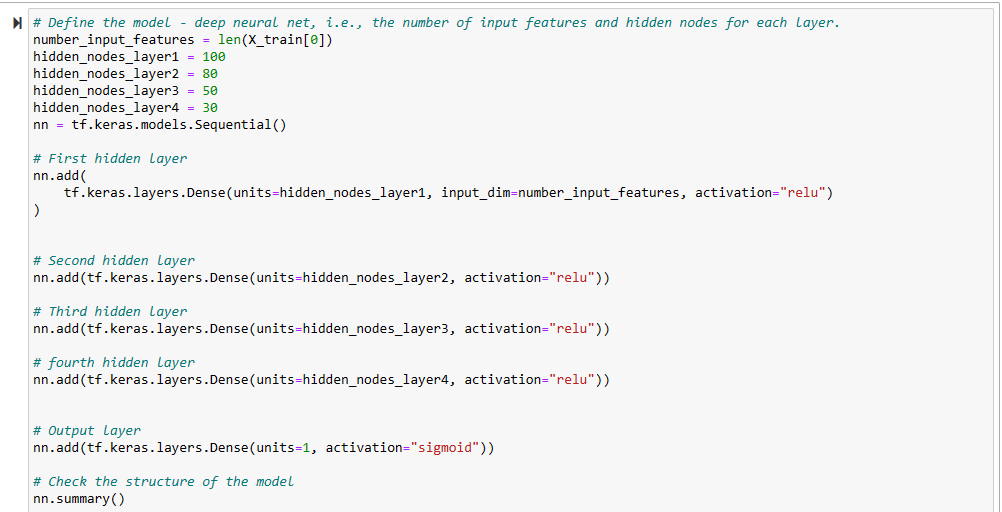 # Define the model - deep neural net, i.e., the number of input features and hidden nodes for each layer.
number_input_features = len(X_train[0])
hidden_nodes_layer1 = 100
hidden_nodes_layer2 = 80
hidden_nodes_layer3 = 50
hidden_nodes_layer4 = 30
nn = tf.keras.models.Sequential()
# First hidden layer
nn.add(
    tf.keras.layers.Dense(units=hidden_nodes_layer1, input_dim=number_input_features, activation="relu")
)
# Second hidden layer
nn.add(tf.keras.layers.Dense(units=hidden_nodes_layer2, activation="relu"))
# Third hidden layer
nn.add(tf.keras.layers.Dense(units=hidden_nodes_layer3, activation="relu"))
# fourth hidden layer
nn.add(tf.keras.layers.Dense(units=hidden_nodes_layer4, activation="relu"))
# Output layer
nn.add(tf.keras.layers.Dense(units=1, activation="sigmoid"))
# Check the structure of the model
nn.summary()